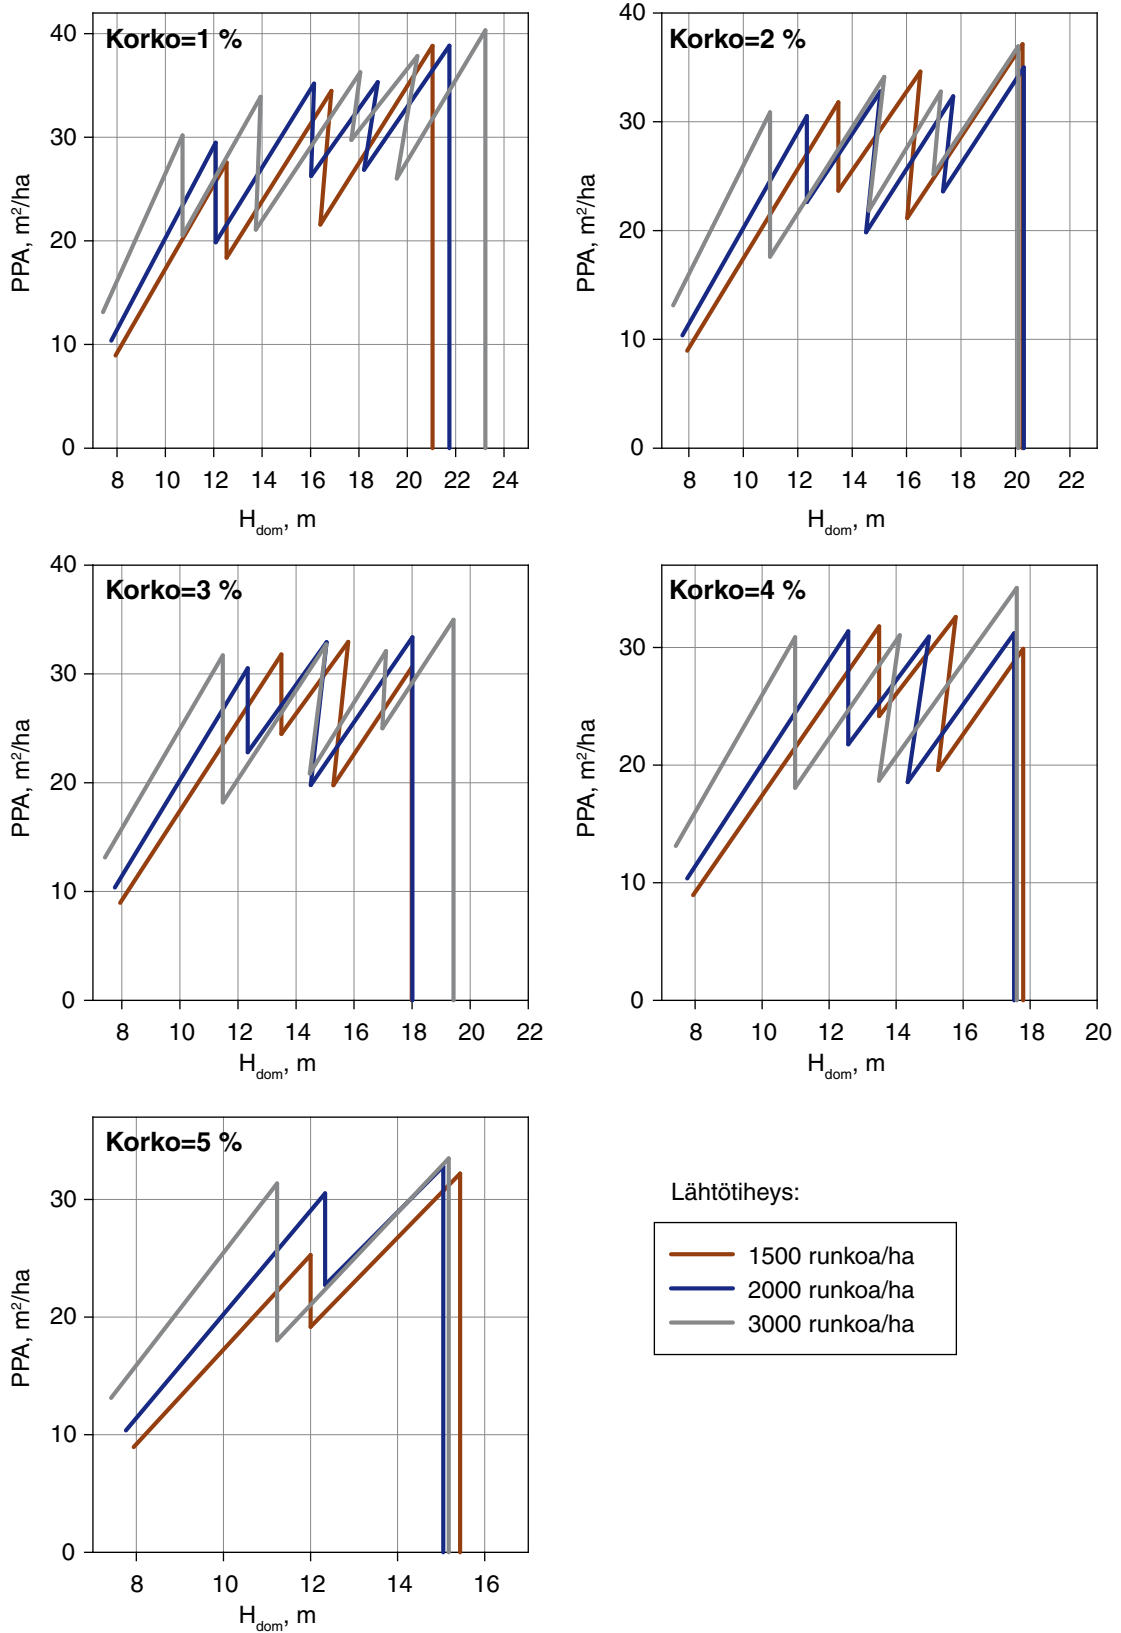 Korko=1 %
40
30
20
10
0
PPA, m²/ha
8 10 12 14 16 18 20 22 24
H_dom, m
Korko=2 %
40
30
20
10
0
PPA, m²/ha
8 10 12 14 16 18 20 22
H_dom, m
Korko=3 %
40
30
20
10
0
PPA, m²/ha
8 10 12 14 16 18 20 22
H_dom, m
Korko=4 %
30
20
10
0
PPA, m²/ha
8 10 12 14 16 18 20
H_dom, m
Korko=5 %
30
20
10
0
PPA, m²/ha
8 10 12 14 16
H_dom, m
Lähtötiheys:
1500 runkoa/ha
2000 runkoa/ha
3000 runkoa/ha